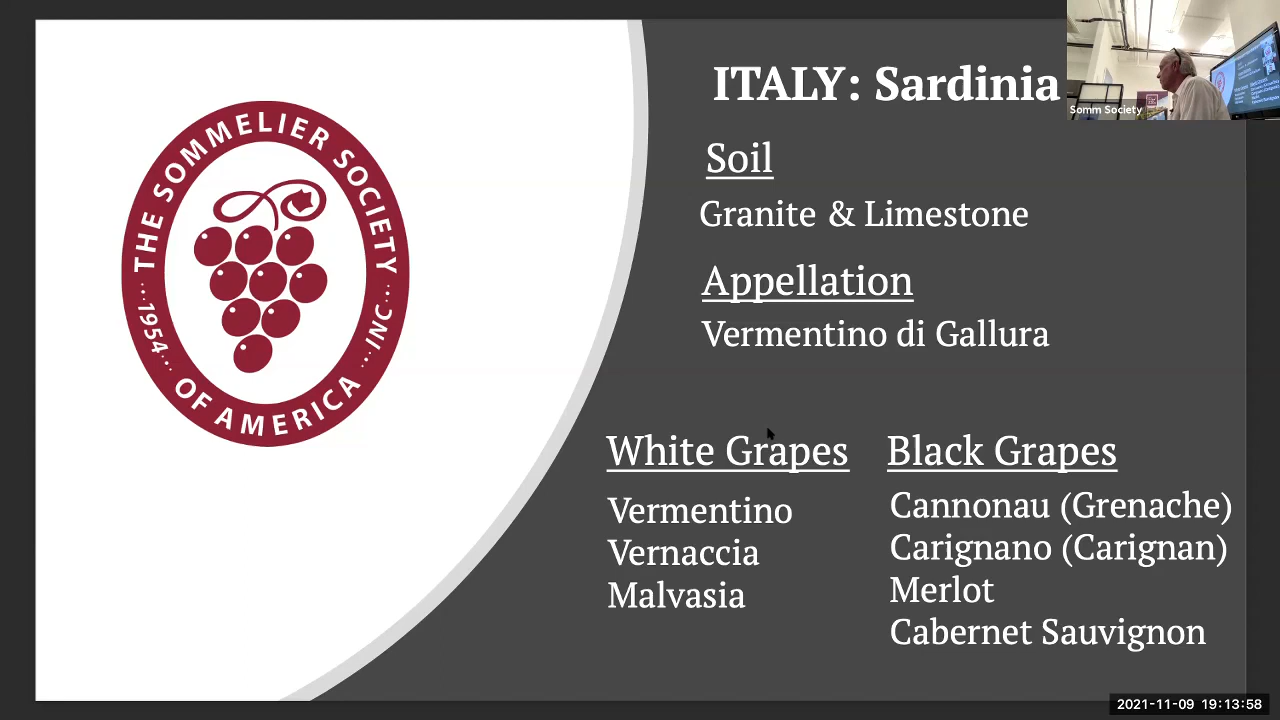 THE SOMMELIER SOCIETY
OF AMERICA
...1954...
...INC...
ITALY: Sardinia
Somm Society
Soil
Granite & Limestone
Appellation
Vermentino di Gallura
White Grapes
Vermentino
Vernaccia
Malvasia
Black Grapes
Cannonau (Grenache)
Carignano (Carignan)
Merlot
Cabernet Sauvignon
2021-11-09 19:13:58